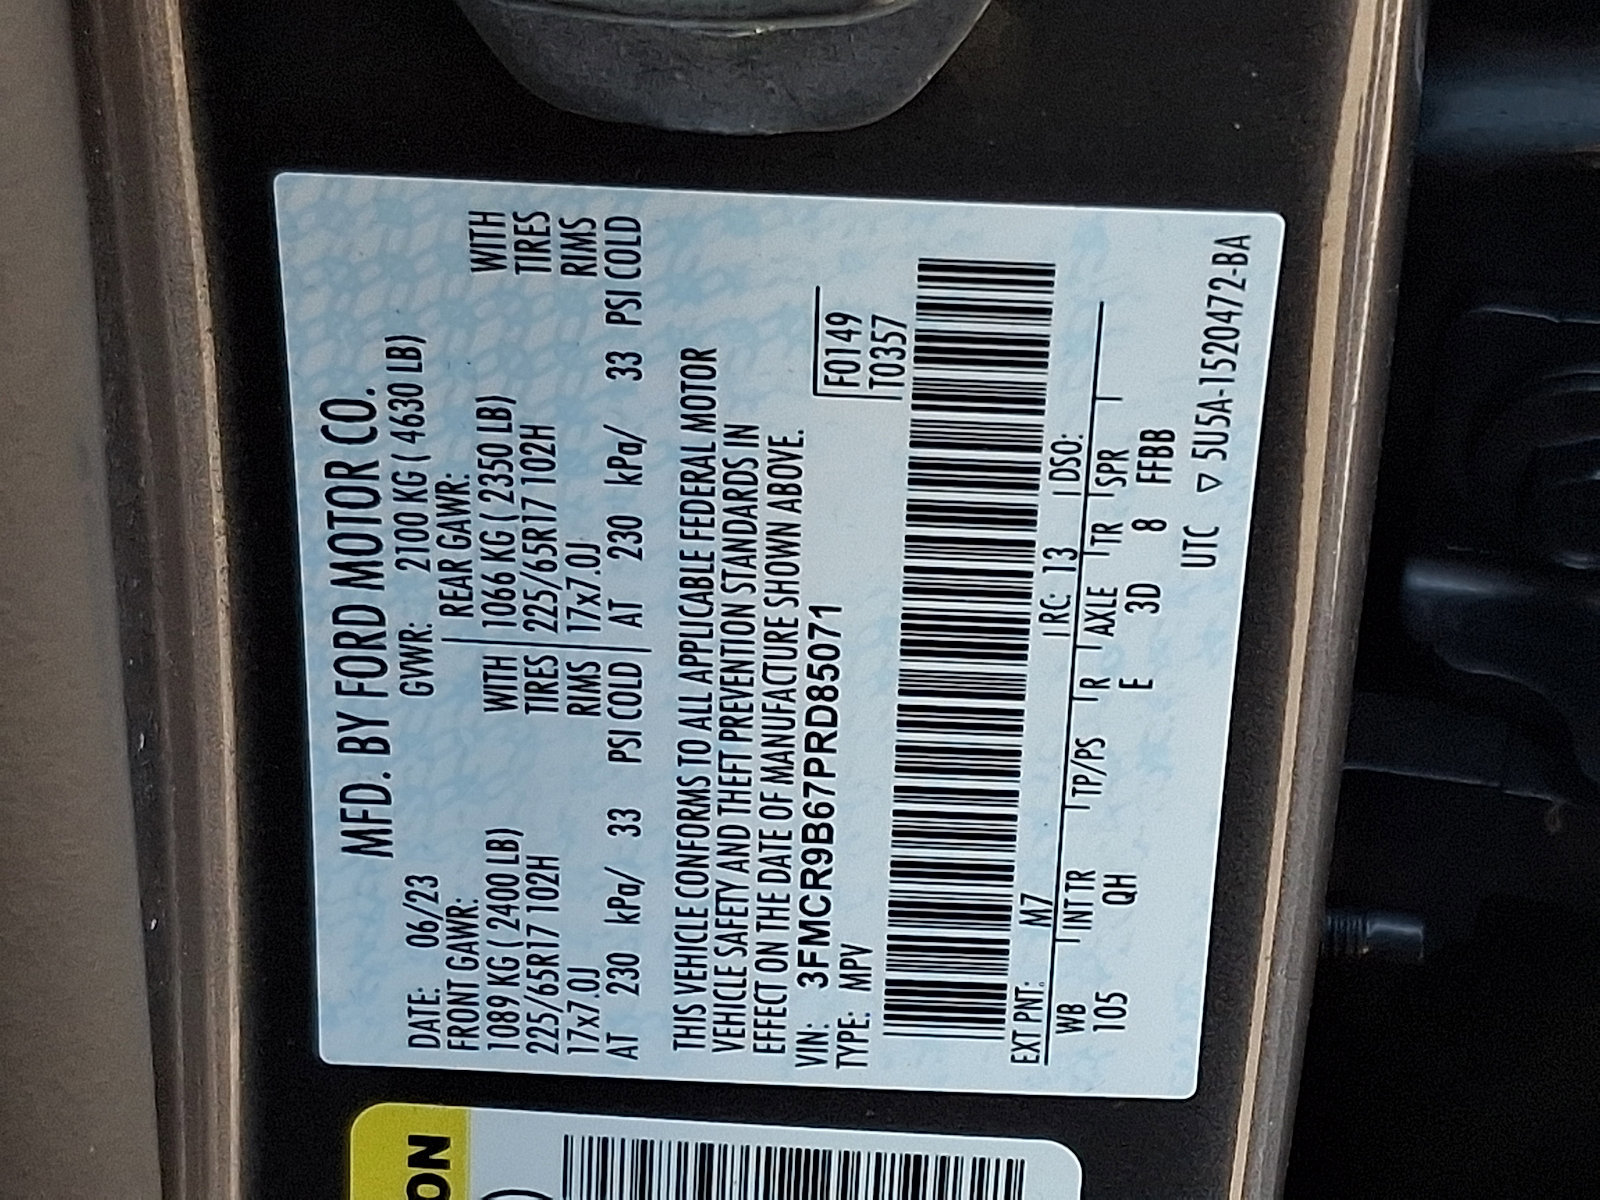 MFD. BY FORD MOTOR CO.
DATE: 06/23 GVWR: 2100 KG ( 4630 LB)
FRONT GAWR: REAR GAWR:
1089 KG ( 2400 LB) WITH 1066 KG ( 2350 LB) WITH
225/65R17 102H TIRES 225/65R17 102H TIRES
17x7.0J RIMS 17x7.0J RIMS
AT 230 kPa/ 33 PSI COLD AT 230 kPa/ 33 PSI COLD
THIS VEHICLE CONFORMS TO ALL APPLICABLE FEDERAL MOTOR
VEHICLE SAFETY AND THEFT PREVENTION STANDARDS IN
EFFECT ON THE DATE OF MANUFACTURE SHOWN ABOVE.
VIN: 3FMCR9B67PRD85071 F0149
TYPE: MPV T0357
EXT PNT: M7 RC: 13 DSO:
WB INT TR TP/PS R AXLE TR SPR
105 QH E 3D 8 FFBB
UTC ▽ 5U5A-1520472-BA
ON